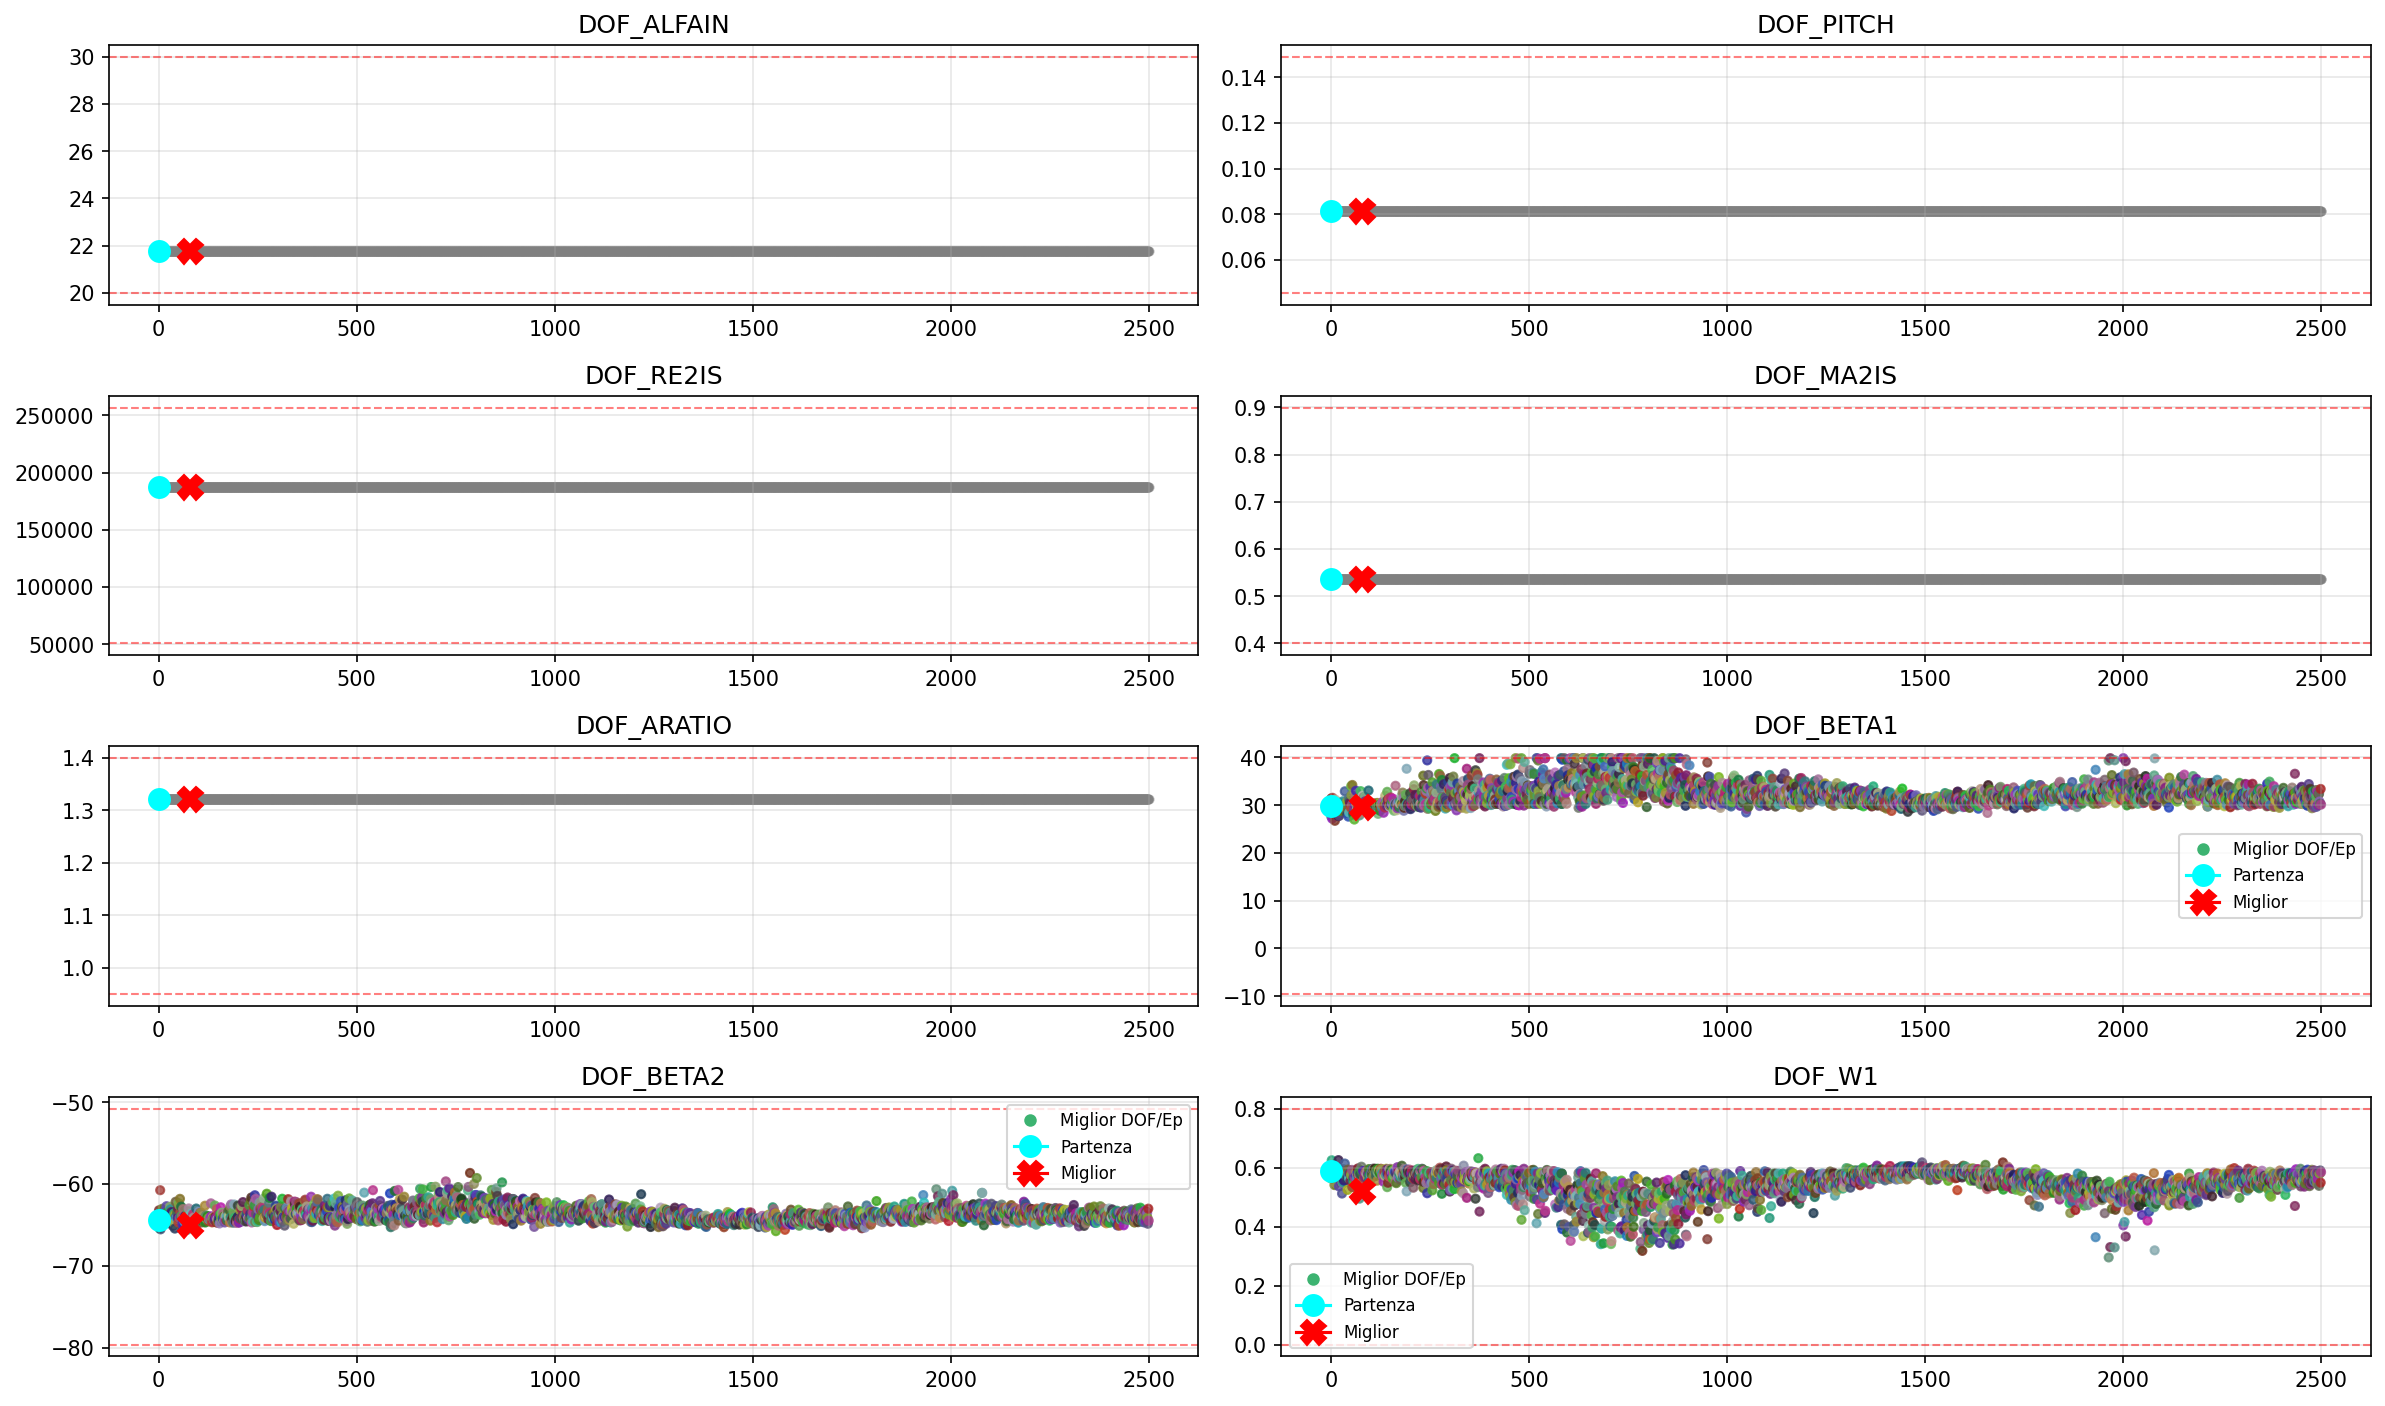 DOF_ALFAIN
30
28
26
24
22
20
0 500 1000 1500 2000 2500
DOF_PITCH
0.14
0.12
0.10
0.08
0.06
0 500 1000 1500 2000 2500
DOF_RE2IS
250000
200000
150000
100000
50000
0 500 1000 1500 2000 2500
DOF_MA2IS
0.9
0.8
0.7
0.6
0.5
0.4
0 500 1000 1500 2000 2500
DOF_ARATIO
1.4
1.3
1.2
1.1
1.0
0 500 1000 1500 2000 2500
DOF_BETA1
40
30
20
10
0
−10
Miglior DOF/Ep
Partenza
Miglior
0 500 1000 1500 2000 2500
DOF_BETA2
−50
−60
−70
−80
Miglior DOF/Ep
Partenza
Miglior
0 500 1000 1500 2000 2500
DOF_W1
0.8
0.6
0.4
0.2
0.0
Miglior DOF/Ep
Partenza
Miglior
0 500 1000 1500 2000 2500